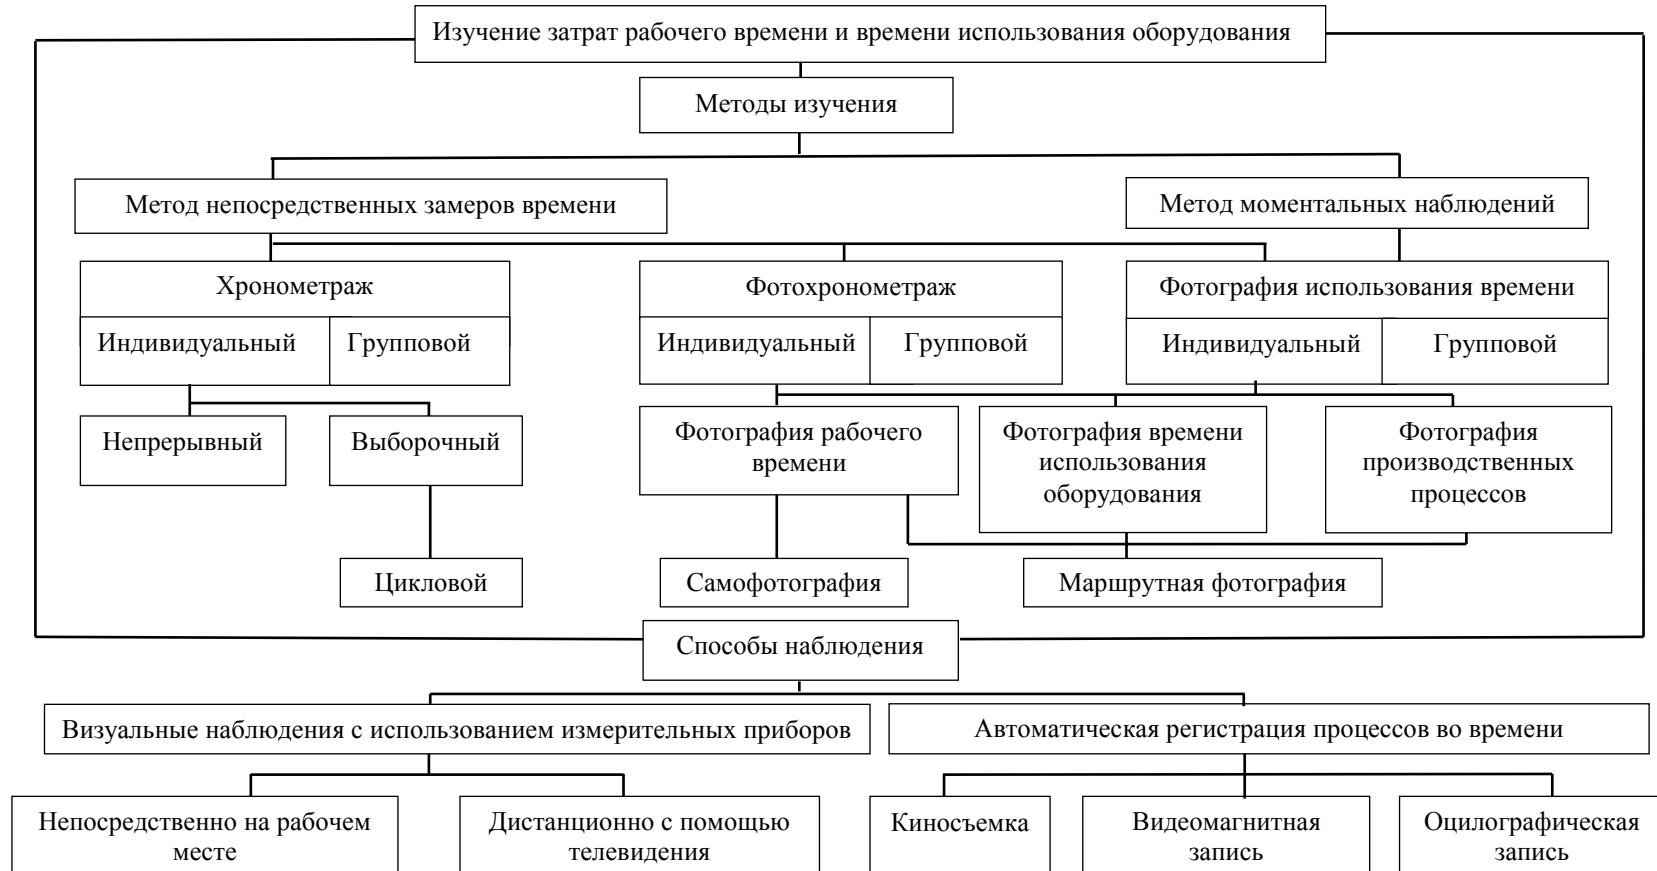 Изучение затрат рабочего времени и времени использования оборудования
Методы изучения
Метод непосредственных замеров времени
Метод моментальных наблюдений
Хронометраж
Фотохронометраж
Фотография использования времени
Индивидуальный
Групповой
Индивидуальный
Групповой
Индивидуальный
Групповой
Непрерывный
Выборочный
Фотография рабочего
времени
Фотография времени
использования
оборудования
Фотография
производственных
процессов
Цикловой
Самофотография
Маршрутная фотография
Способы наблюдения
Визуальные наблюдения с использованием измерительных приборов
Автоматическая регистрация процессов во времени
Непосредственно на рабочем
месте
Дистанционно с помощью
телевидения
Киносъемка
Видеомагнитная
запись
Оцилографическая
запись